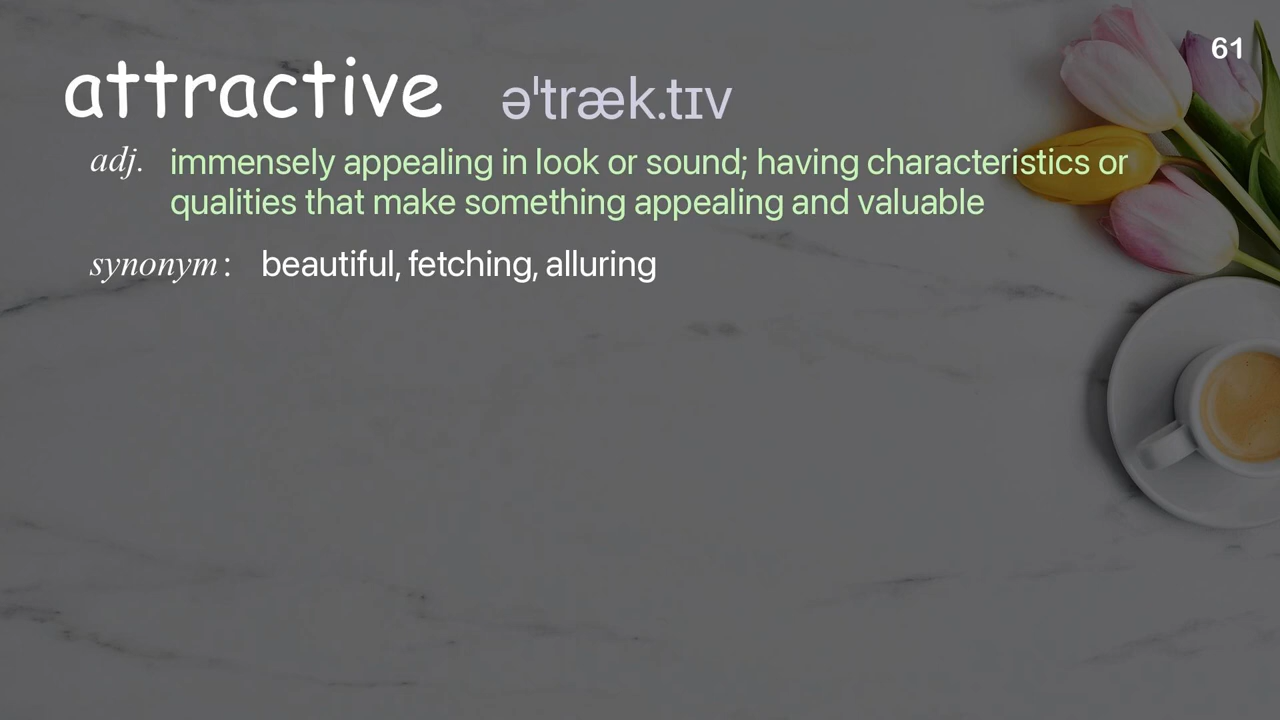 61
attractive əˈtræk.tɪv
adj. immensely appealing in look or sound; having characteristics or
qualities that make something appealing and valuable
synonym : beautiful, fetching, alluring